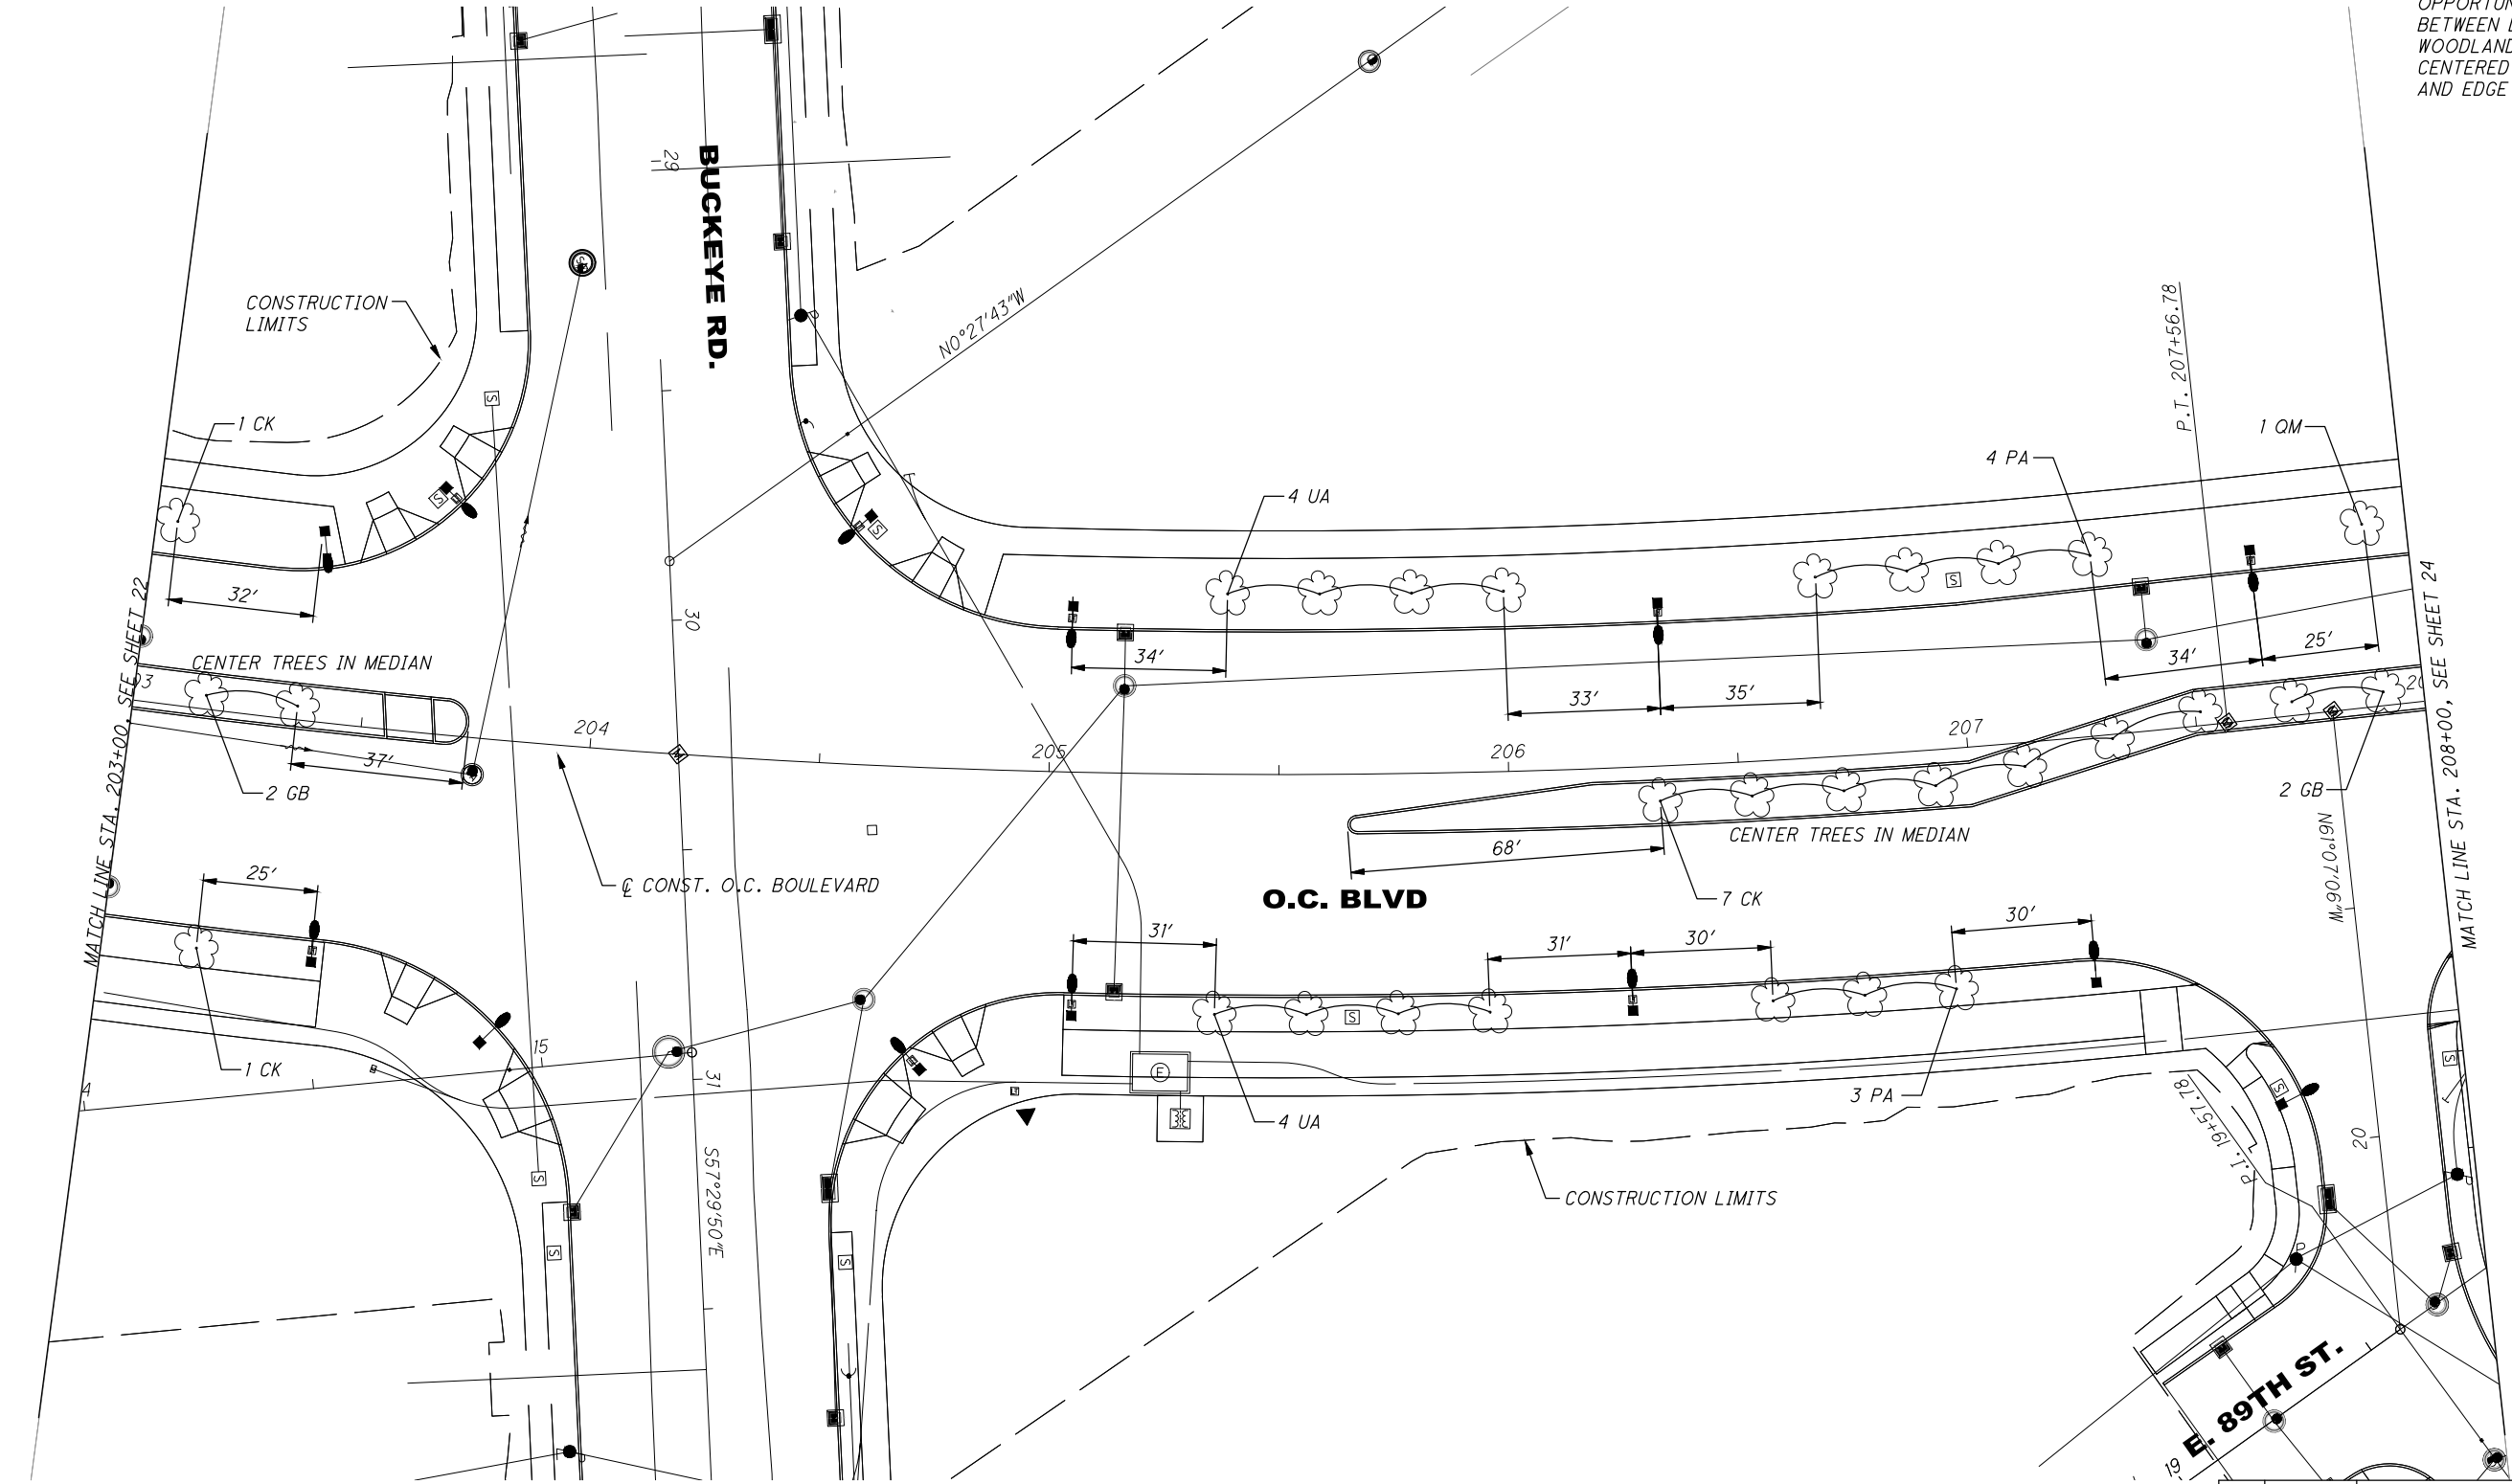 OPPORTUN
BETWEEN
WOODLAND
CENTERED
AND EDGE
29
BUCKEYE RD.
CONSTRUCTION
LIMITS
N0°27'43"W
P.T. 207+56.78
1 CK
1 QM
4 PA
4 UA
32'
30
MATCH LINE STA. 203+00, SEE SHEET 22
MATCH LINE STA. 208+00, SEE SHEET 24
CENTER TREES IN MEDIAN
34'
25'
34'
33'
35'
204
205
206
207
37'
2 GB
2 GB
CENTER TREES IN MEDIAN
68'
25'
℄ CONST. O.C. BOULEVARD
O.C. BLVD
7 CK
N61°07'06"W
31'
31'
30'
30'
1 CK
15
4
31
3 PA
4 UA
P.I. 19+57.78
20
S57°29'50"E
CONSTRUCTION LIMITS
E. 89TH ST.
19